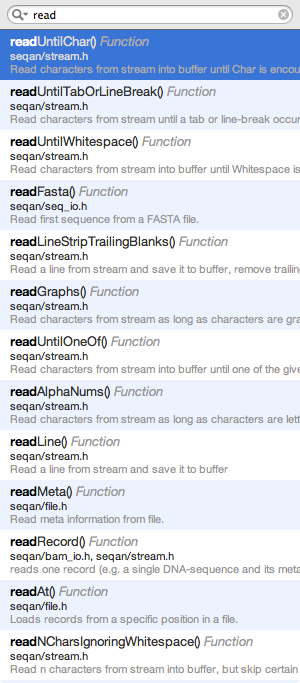 read
readUntilChar() Function
seqan/stream.h
Read characters from stream into buffer until Char is encou
readUntilTabOrLineBreak() Function
seqan/stream.h
Read characters from stream until a tab or line-break occur
readUntilWhitespace() Function
seqan/stream.h
Read characters from stream into buffer until Whitespace is
readFasta() Function
seqan/seq_io.h
Read first sequence from a FASTA file.
readLineStripTrailingBlanks() Function
seqan/stream.h
Read a line from stream and save it to buffer, remove trailing
readGraphs() Function
seqan/stream.h
Read characters from stream as long as characters are gra
readUntilOneOf() Function
seqan/stream.h
Read characters from stream into buffer until one of the give
readAlphaNums() Function
seqan/stream.h
Read characters from stream as long as characters are lett
readLine() Function
seqan/stream.h
Read a line from stream and save it to buffer
readMeta() Function
seqan/file.h
Read meta information from file.
readRecord() Function
seqan/bam_io.h, seqan/stream.h
reads one record (e.g. a single DNA-sequence and its meta
readAt() Function
seqan/file.h
Loads records from a specific position in a file.
readNCharsIgnoringWhitespace() Function
seqan/stream.h
Read n characters from stream into buffer, but skip certain